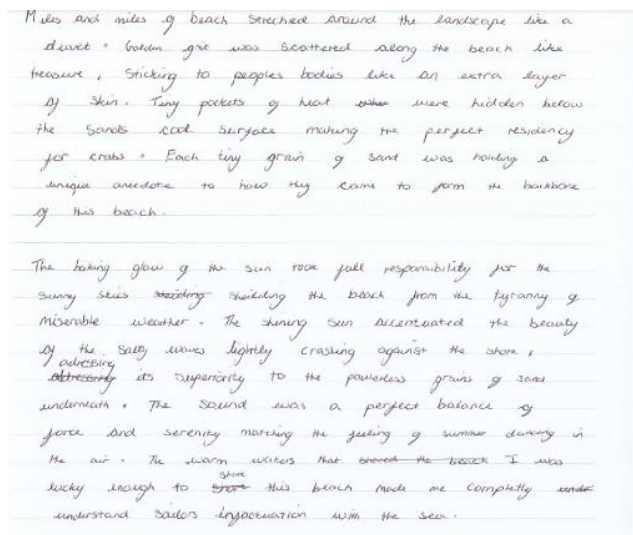 Miles and miles of beach streched around the landscape like a
duvet. Golden grit was scattered along the beach like
treasure, sticking to peoples bodies like an extra layer
of skin. Tiny pockets of heat were hidden below
the sands cool surface making the perfect residency
for crabs. Each tiny grain of sand was holding a
unique anecdote to how they came to form the backbone
of this beach.
The baking glow of the sun took full responsibility for the
sunny skies sheilding the beach from the tyranny of
miserable weather. The shining sun accentuated the beauty
of the salty waves lightly crashing against the shore,
adressing its superiority to the powerless grains of sand
underneath. The sound was a perfect balance of
force and serenity matching the feeling of summer dancing in
the air. The warm waters that shared the beach I was
lucky enough to share this beach made me completly
understand sailors infactuation with the sea.